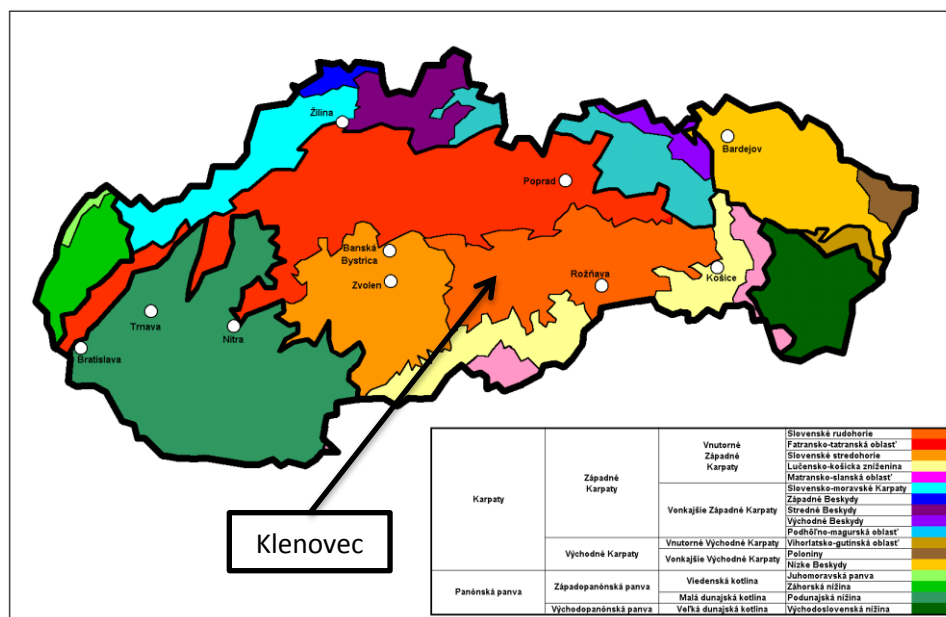 Žilina
Bardejov
Poprad
Banská
Bystrica
Zvolen
Rožňava
Košice
Trnava
Nitra
Bratislava
Klenovec
Karpaty
Západné
Karpaty
Vnutorné
Západné
Karpaty
Slovenské rudohorie
Fatransko-tatranská oblasť
Slovenské stredohorie
Lučensko-košicka zníženina
Matransko-slanská oblasť
Vonkajšie Západné Karpaty
Slovensko-moravské Karpaty
Západné Beskydy
Stredné Beskydy
Východné Beskydy
Podhôľno-magurská oblasť
Východné Karpaty
Vnutorné Východné Karpaty
Vihorlatsko-gutinská oblasť
Vonkajšie Východné Karpaty
Poloniny
Nízke Beskydy
Panónska panva
Západopanónská panva
Viedenská kotlina
Juhomoravská panva
Záhorská nížina
Malá dunajská kotlina
Podunajská nížina
Východopanónská panva
Veľká dunajská kotlina
Východoslovenská nížina